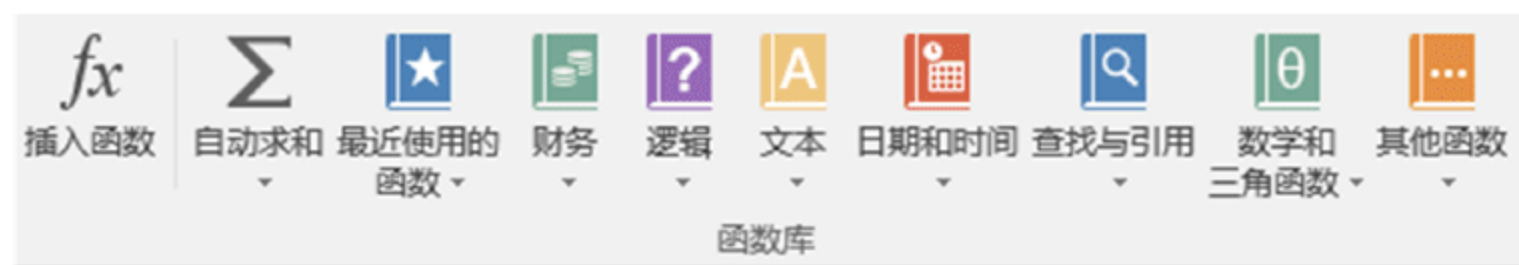 fx
插入函数
自动求和
最近使用的
函数
财务
?
逻辑
A
文本
日期和时间
查找与引用
θ
数学和
三角函数
其他函数
函数库